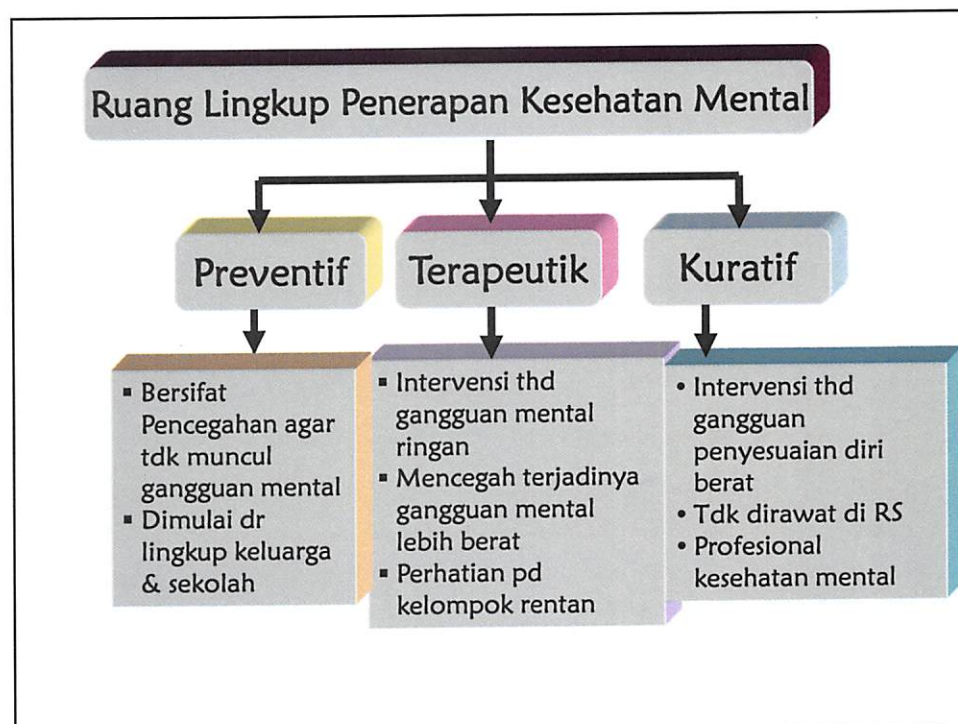 Ruang Lingkup Penerapan Kesehatan Mental
Preventif
Terapeutik
Kuratif
▪ Bersifat
Pencegahan agar
tdk muncul
gangguan mental
▪ Dimulai dr
lingkup keluarga
& sekolah
▪ Intervensi thd
gangguan mental
ringan
▪ Mencegah terjadinya
gangguan mental
lebih berat
▪ Perhatian pd
kelompok rentan
• Intervensi thd
gangguan
penyesuaian diri
berat
• Tdk dirawat di RS
• Profesional
kesehatan mental